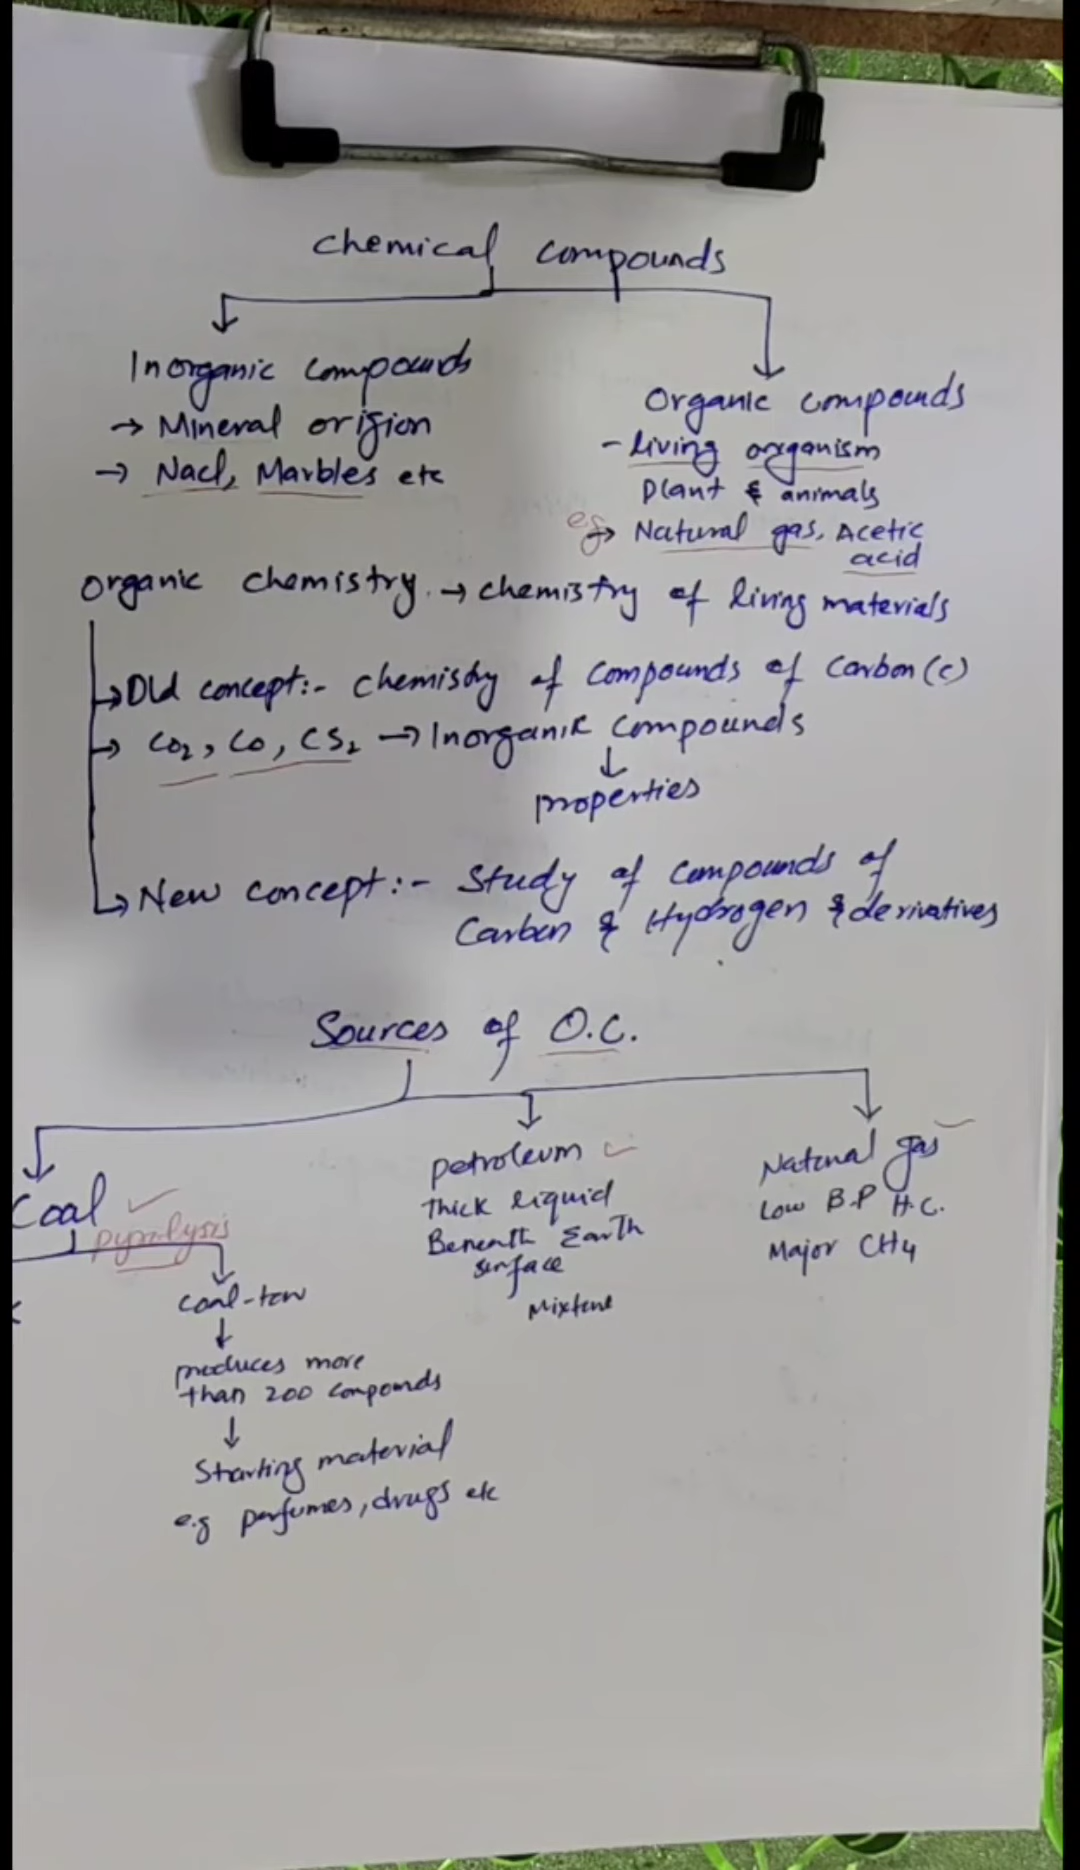 Chemical compounds
Inorganic compounds
→ Mineral origion
→ Nacl, Marbles etc
Organic compounds
- living organism
Plant & animals
eg → Natural gas, Acetic
acid
Organic chemistry → chemistry of living materials
→ Old concept:- chemistry of compounds of Carbon (c)
→ CO₂, CO, CS₂ → Inorganic compounds
↓
properties
→ New concept:- Study of compounds of
Carbon & Hydrogen & derivatives
Sources of O.C.
Coal
pyrolysis
Coal-tar
↓
produces more
than 200 compounds
↓
Starting material
e.g perfumes, drugs etc
Petroleum
Thick liquid
Beneath Earth
surface
Mixture
Natural gas
Low B.P H.C.
Major CH4